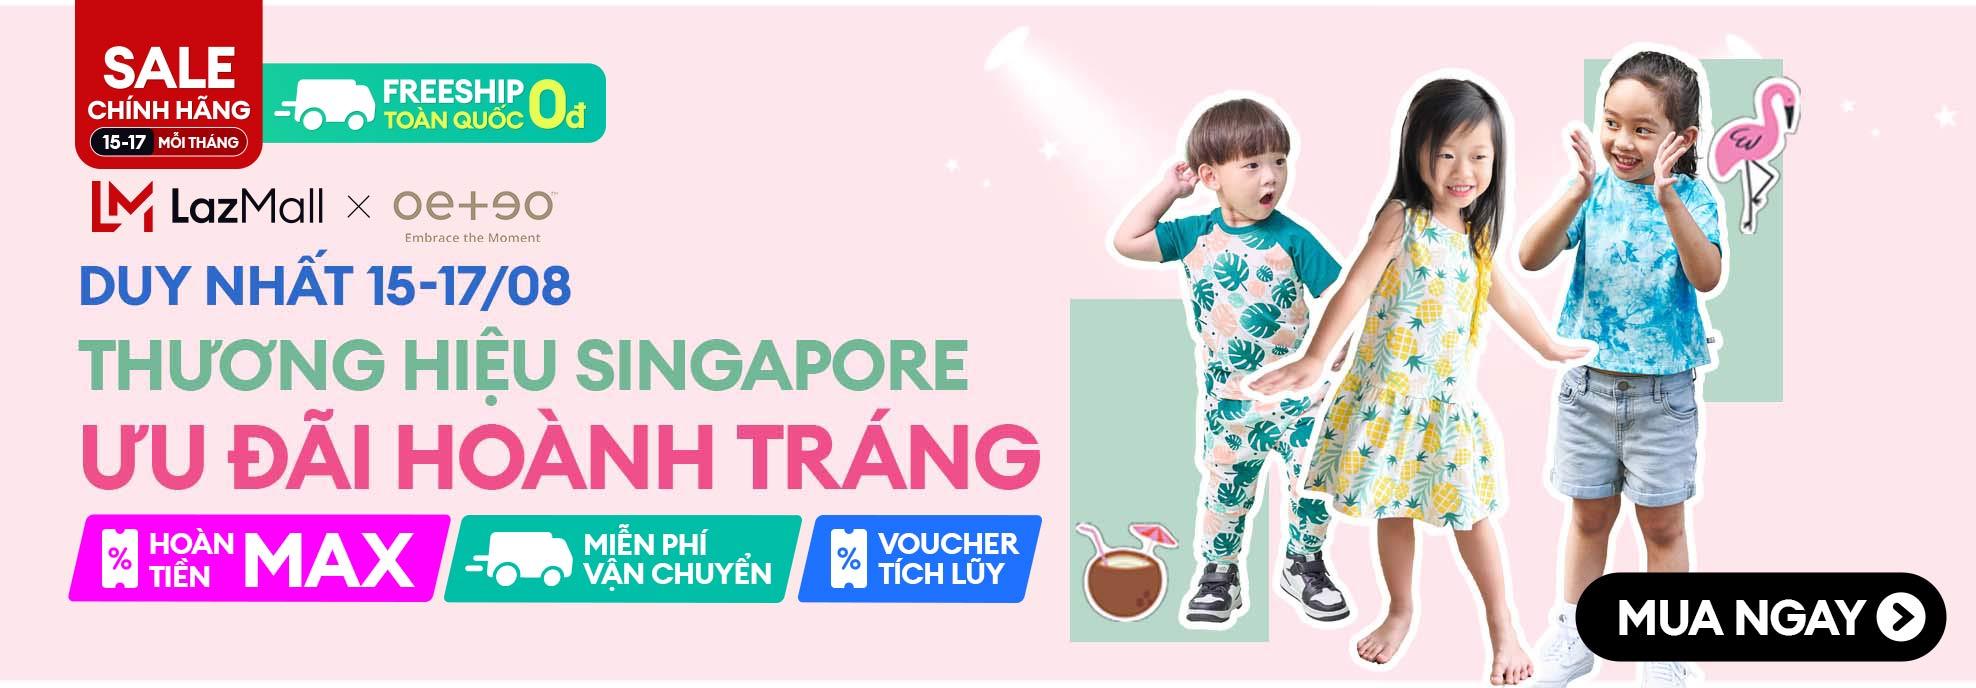 SALE
CHÍNH HÃNG
15-17 MỖI THÁNG
FREESHIP
TOÀN QUỐC 0đ
LM LazMall × oeteo™
Embrace the Moment
DUY NHẤT 15-17/08
THƯƠNG HIỆU SINGAPORE
ƯU ĐÃI HOÀNH TRÁNG
% HOÀN
TIỀN MAX
MIỄN PHÍ
VẬN CHUYỂN
% VOUCHER
TÍCH LŨY
MUA NGAY